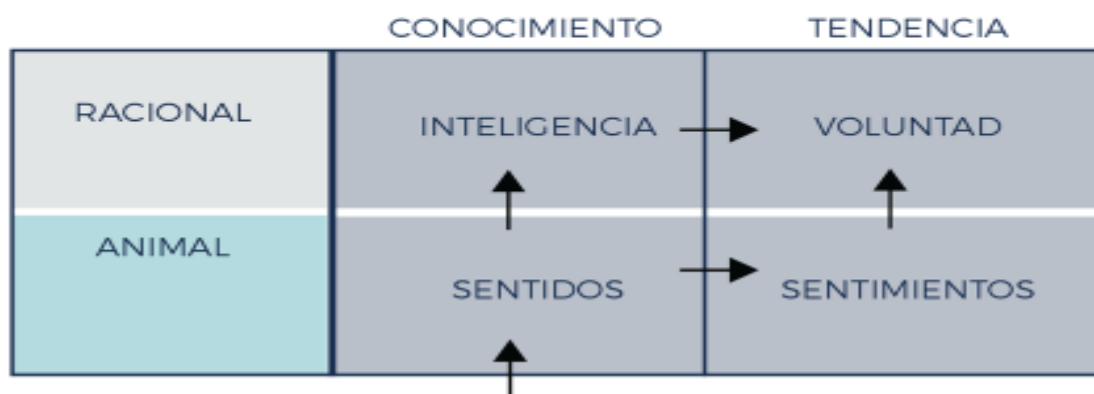 CONOCIMIENTO TENDENCIA
RACIONAL INTELIGENCIA VOLUNTAD
ANIMAL
SENTIDOS SENTIMIENTOS